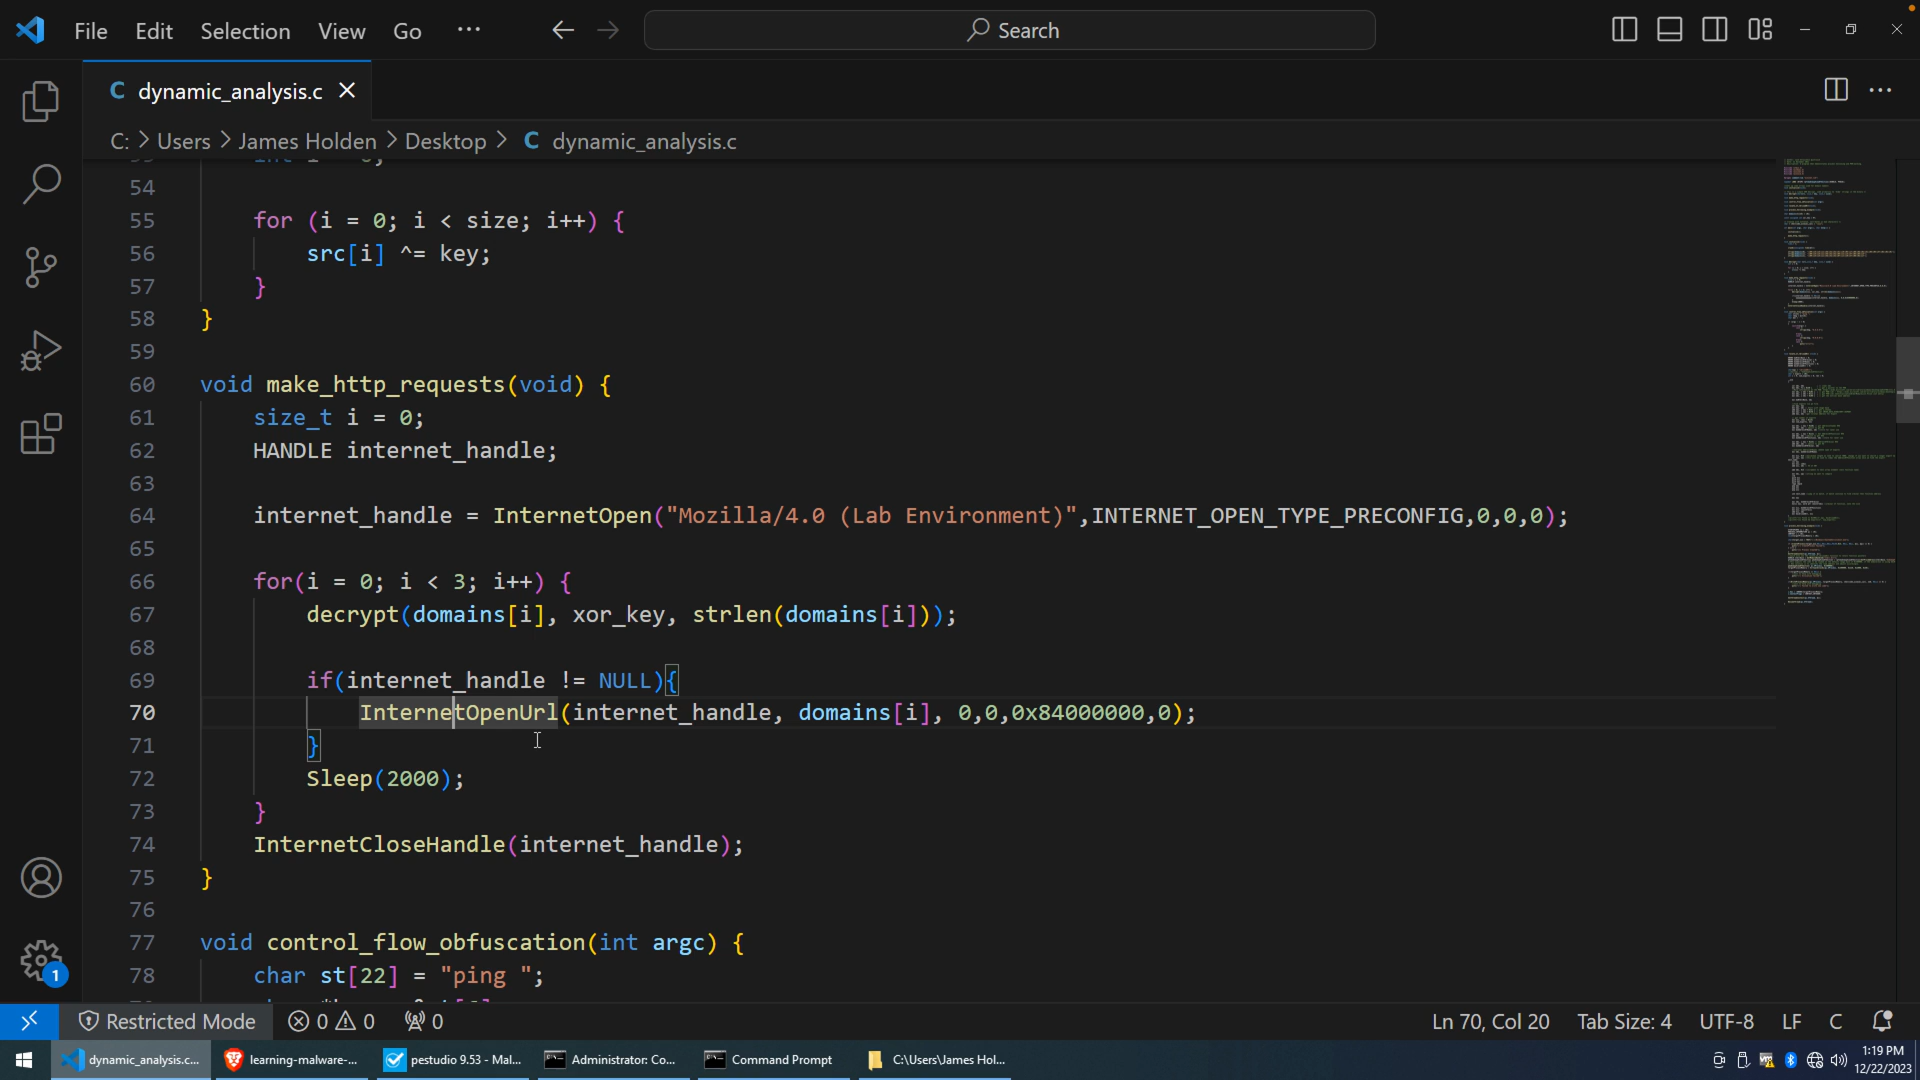 File Edit Selection View Go ··· Search
C dynamic_analysis.c
C: > Users > James Holden > Desktop > C dynamic_analysis.c
54
55 for (i = 0; i < size; i++) {
56 src[i] ^= key;
57 }
58 }
59
60 void make_http_requests(void) {
61 size_t i = 0;
62 HANDLE internet_handle;
63
64 internet_handle = InternetOpen("Mozilla/4.0 (Lab Environment)",INTERNET_OPEN_TYPE_PRECONFIG,0,0,0);
65
66 for(i = 0; i < 3; i++) {
67 decrypt(domains[i], xor_key, strlen(domains[i]));
68
69 if(internet_handle != NULL){
70 InternetOpenUrl(internet_handle, domains[i], 0,0,0x84000000,0);
71 }
72 Sleep(2000);
73 }
74 InternetCloseHandle(internet_handle);
75 }
76
77 void control_flow_obfuscation(int argc) {
78 char st[22] = "ping ";
1
Restricted Mode 0 0 0 Ln 70, Col 20 Tab Size: 4 UTF-8 LF C
dynamic_analysis.c... learning-malware-... pestudio 9.53 - Mal... Administrator: Co... Command Prompt C:\Users\James Hol... 1:19 PM
12/22/2023